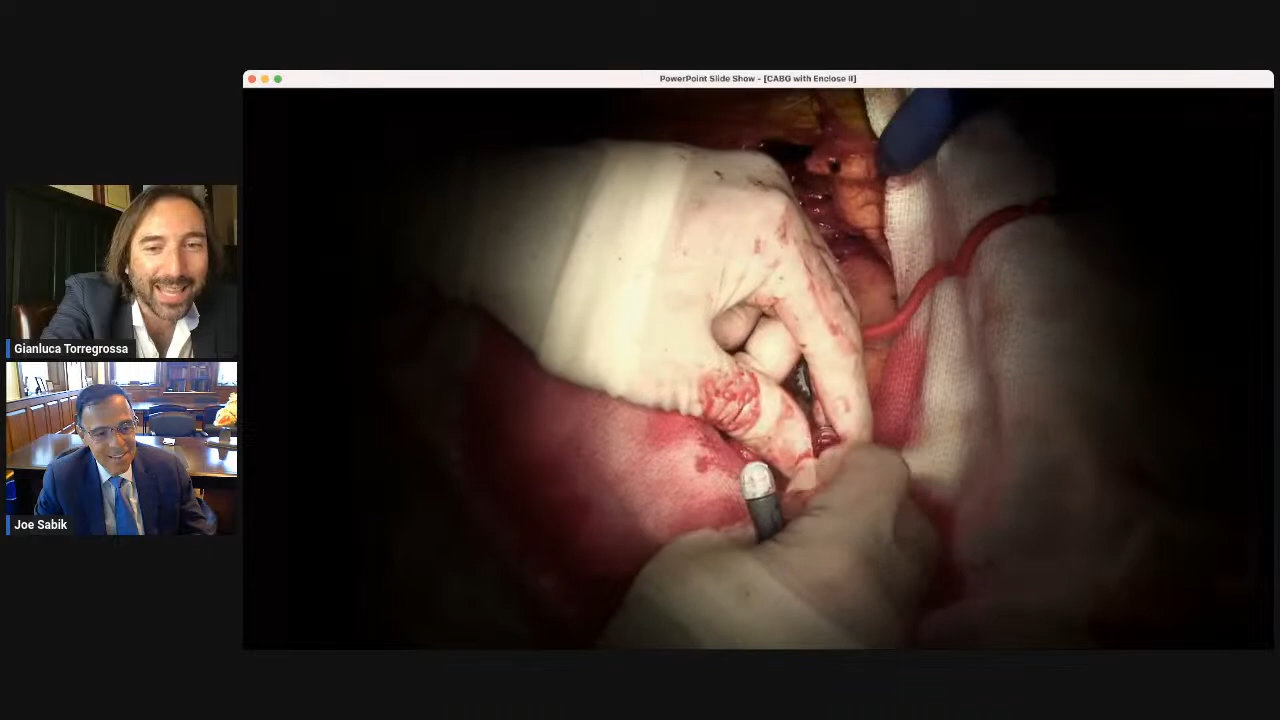 PowerPoint Slide Show - [CABG with Enclose II]
Gianluca Torregrossa
Joe Sabik